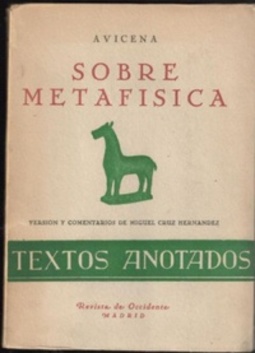 AVICENA
SOBRE
METAFISICA
VERSION Y COMENTARIOS DE MIGUEL CRUZ HERNANDEZ
TEXTOS ANOTADOS
Revista de Occidente
MADRID